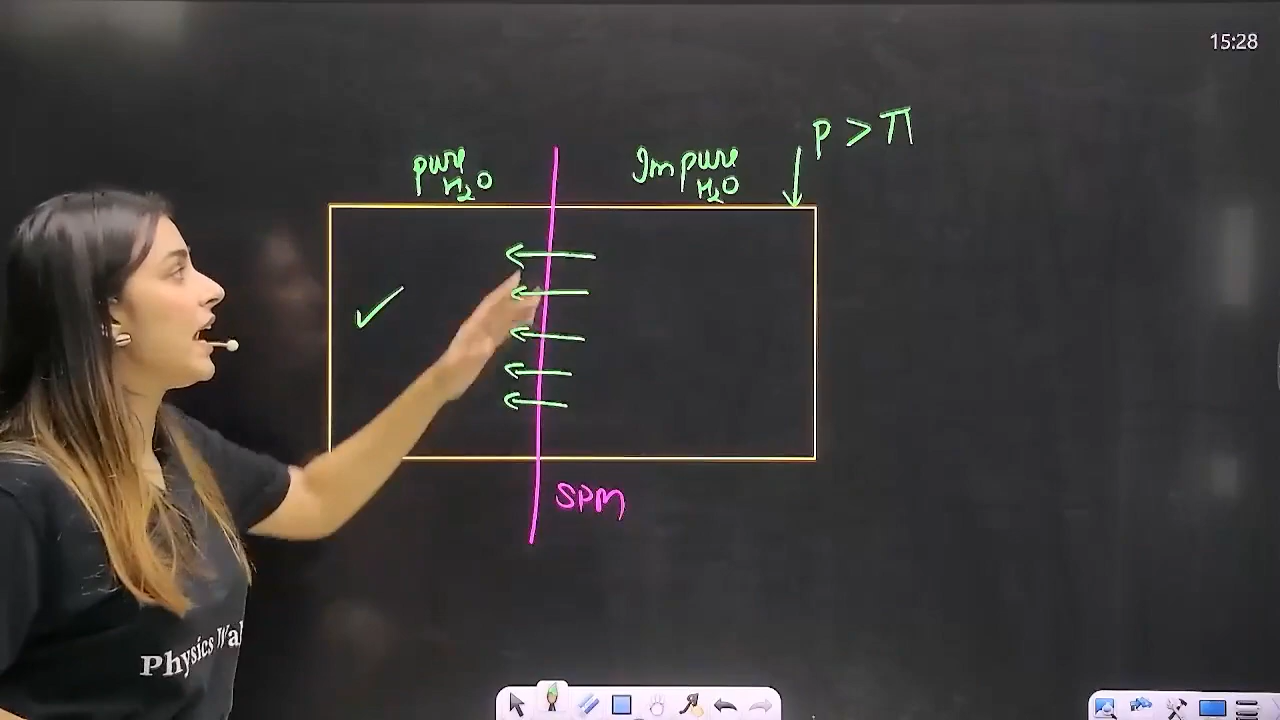 15:28
P > π
pure
H₂O
Impure
H₂O
SPM
Physics Wal